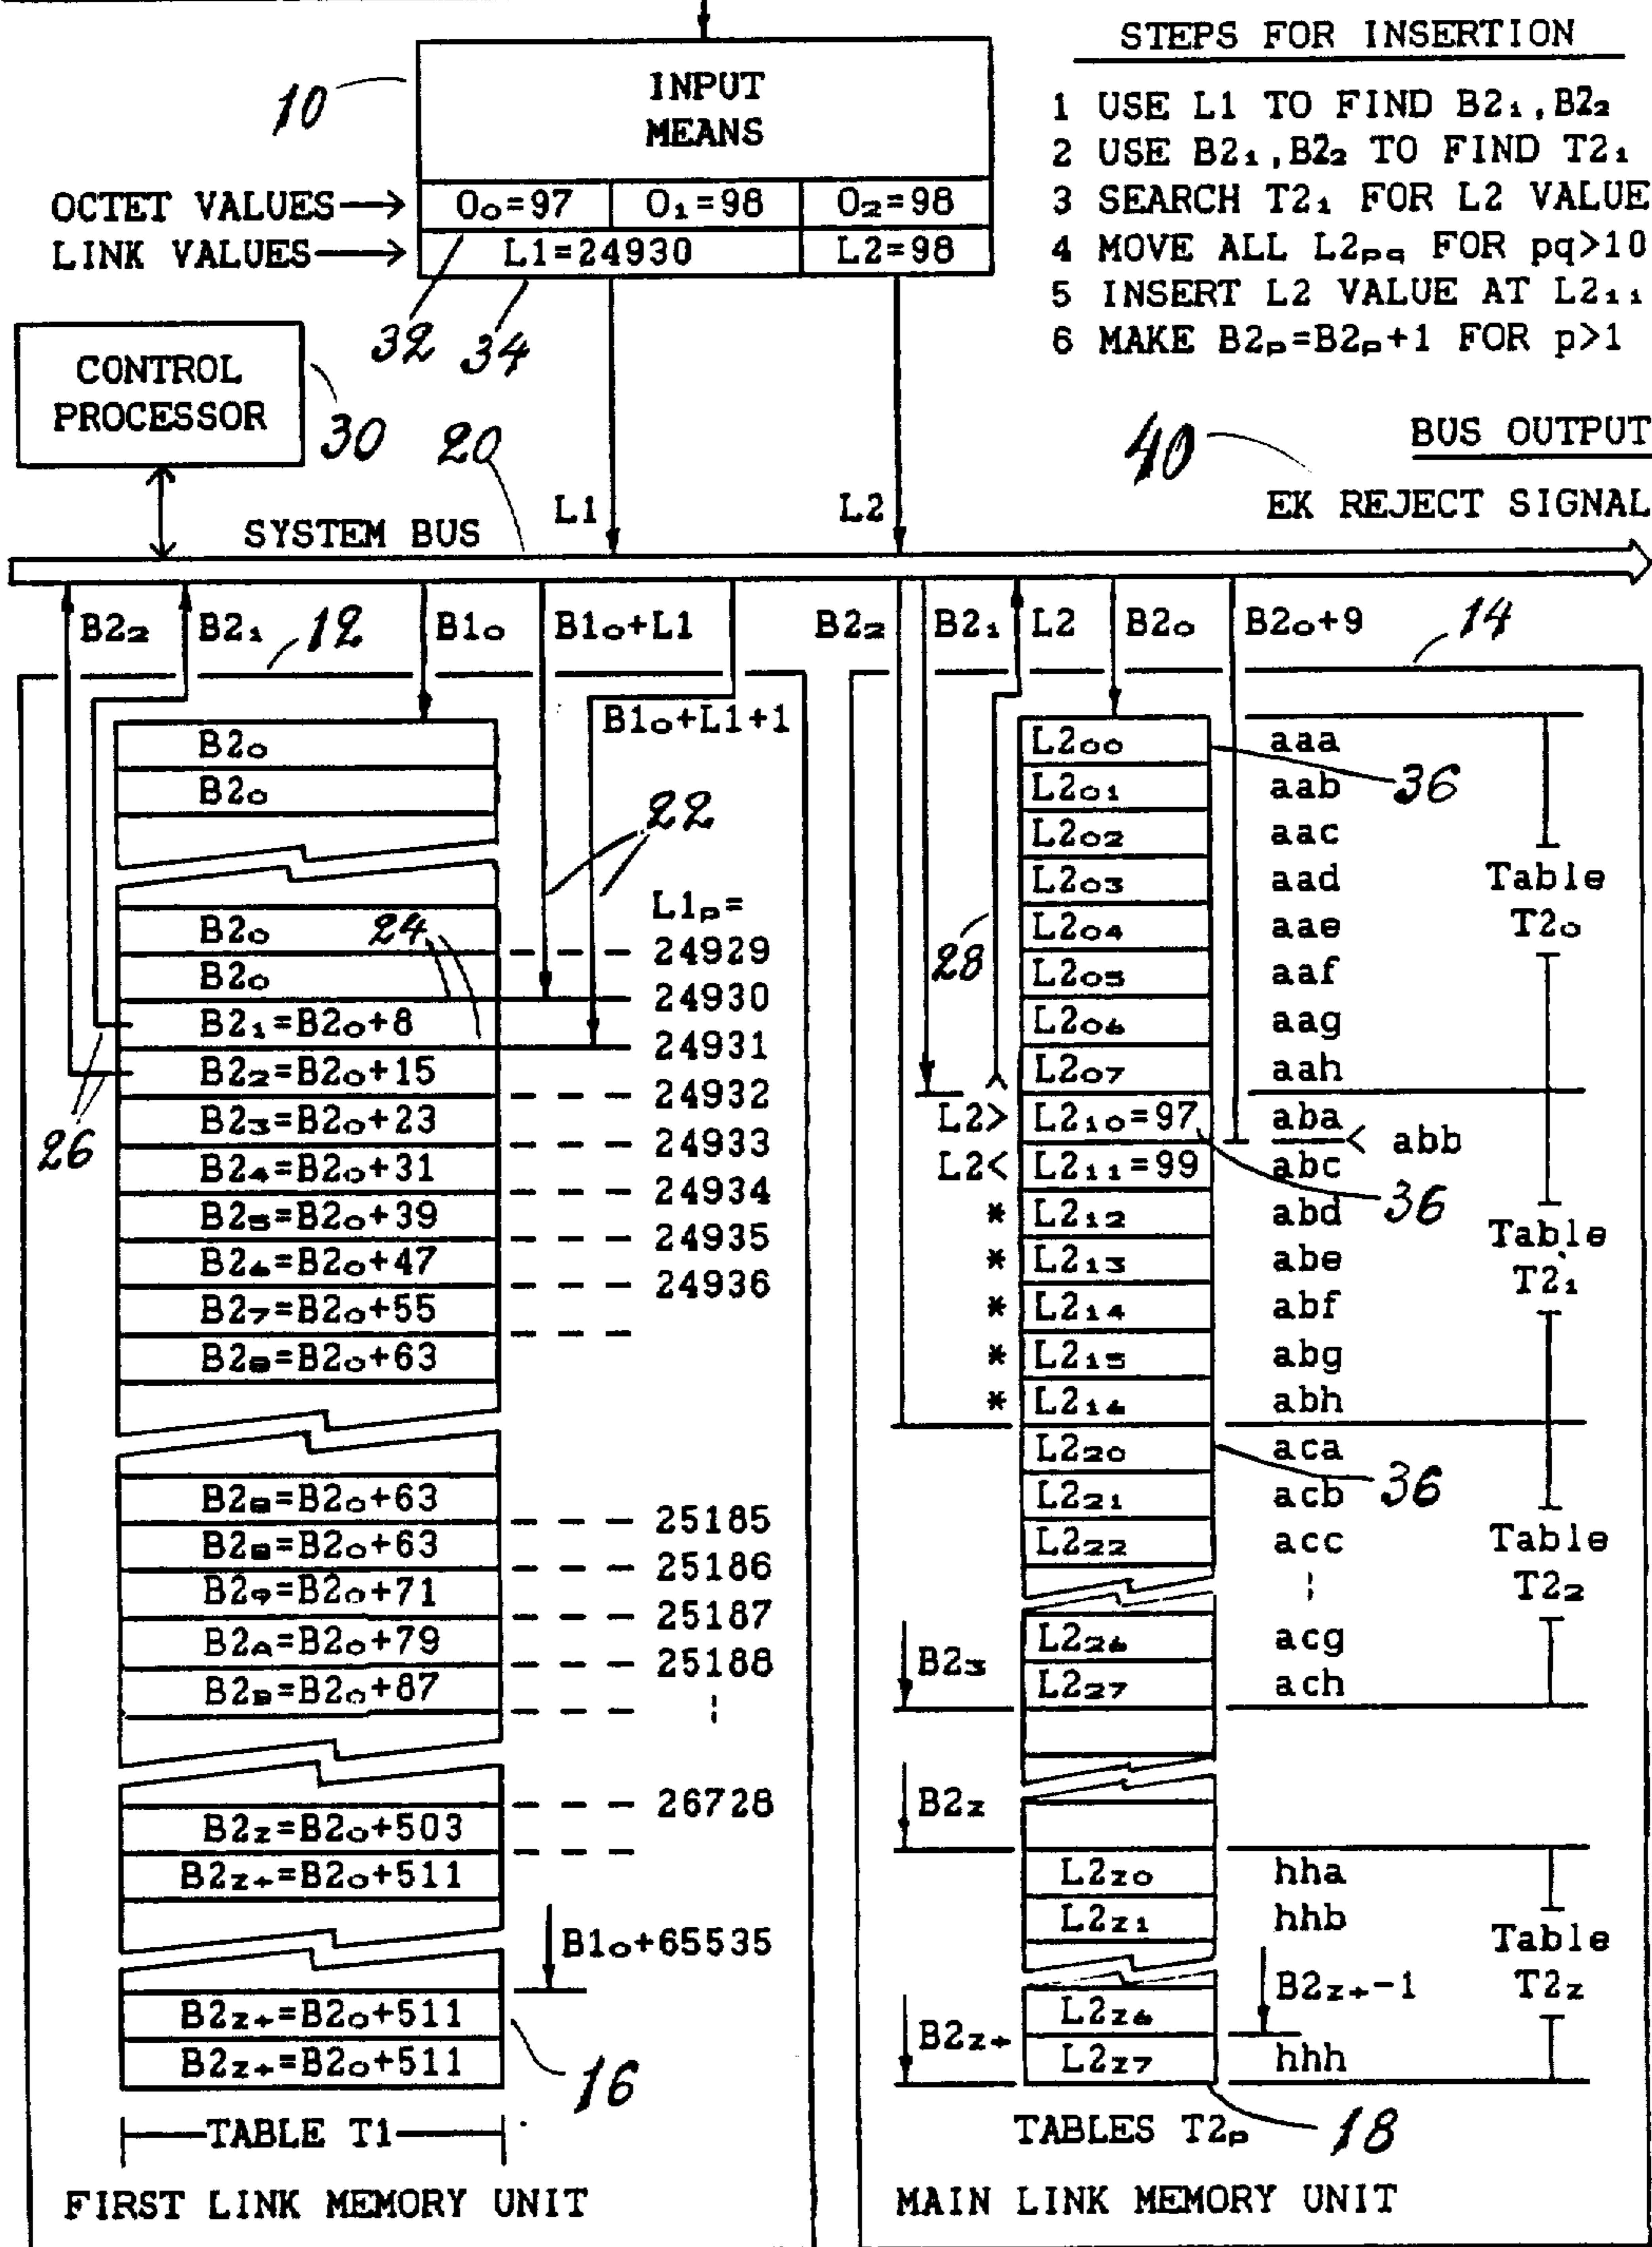 STEPS FOR INSERTION
1 USE L1 TO FIND B2₁,B2₂
2 USE B2₁,B2₂ TO FIND T2₁
3 SEARCH T2₁ FOR L2 VALUE
4 MOVE ALL L2pq FOR pq>10
5 INSERT L2 VALUE AT L2₁₁
6 MAKE B2p=B2p+1 FOR p>1
10
INPUT
MEANS
OCTET VALUES→ O₀=97 O₁=98 O₂=98
LINK VALUES→ L1=24930 L2=98
32 34
CONTROL
PROCESSOR
30
20
40
BUS OUTPUT
EK REJECT SIGNAL
SYSTEM BUS
L1
L2
B2₂ B2₁ 12 B1₀ B1₀+L1
B1₀+L1+1
B2₀
B2₀
22
L1p=
B2₀ 24
24929
B2₀
24930
B2₁=B2₀+8
24931
B2₂=B2₀+15
24932
26
B2₃=B2₀+23
24933
B2₄=B2₀+31
24934
B2₅=B2₀+39
24935
B2₆=B2₀+47
24936
B2₇=B2₀+55
B2₈=B2₀+63
B2₈=B2₀+63
25185
B2₈=B2₀+63
25186
B2₉=B2₀+71
25187
B2A=B2₀+79
25188
B2B=B2₀+87
26728
B2z=B2₀+503
B2z+=B2₀+511
B1₀+65535
B2z+=B2₀+511
B2z+=B2₀+511
16
TABLE T1
FIRST LINK MEMORY UNIT
B2₂ B2₁ L2 B2₀ B2₀+9 14
L2₀₀ aaa
36
L2₀₁ aab
L2₀₂ aac
L2₀₃ aad
Table
T2₀
L2₀₄ aae
28
L2₀₅ aaf
L2₀₆ aag
L2₀₇ aah
L2> L2₁₀=97 aba
< abb
L2< L2₁₁=99 abc
36
* L2₁₂ abd
Table
T2₁
* L2₁₃ abe
* L2₁₄ abf
* L2₁₅ abg
* L2₁₆ abh
L2₂₀ aca
36
L2₂₁ acb
L2₂₂ acc
Table
T2₂
L2₂₆ acg
B2₃
L2₂₇ ach
B2z
L2z₀ hha
L2z₁ hhb
Table
T2z
B2z+-1
L2z₆
B2z+
L2z₇ hhh
TABLES T2p 18
MAIN LINK MEMORY UNIT